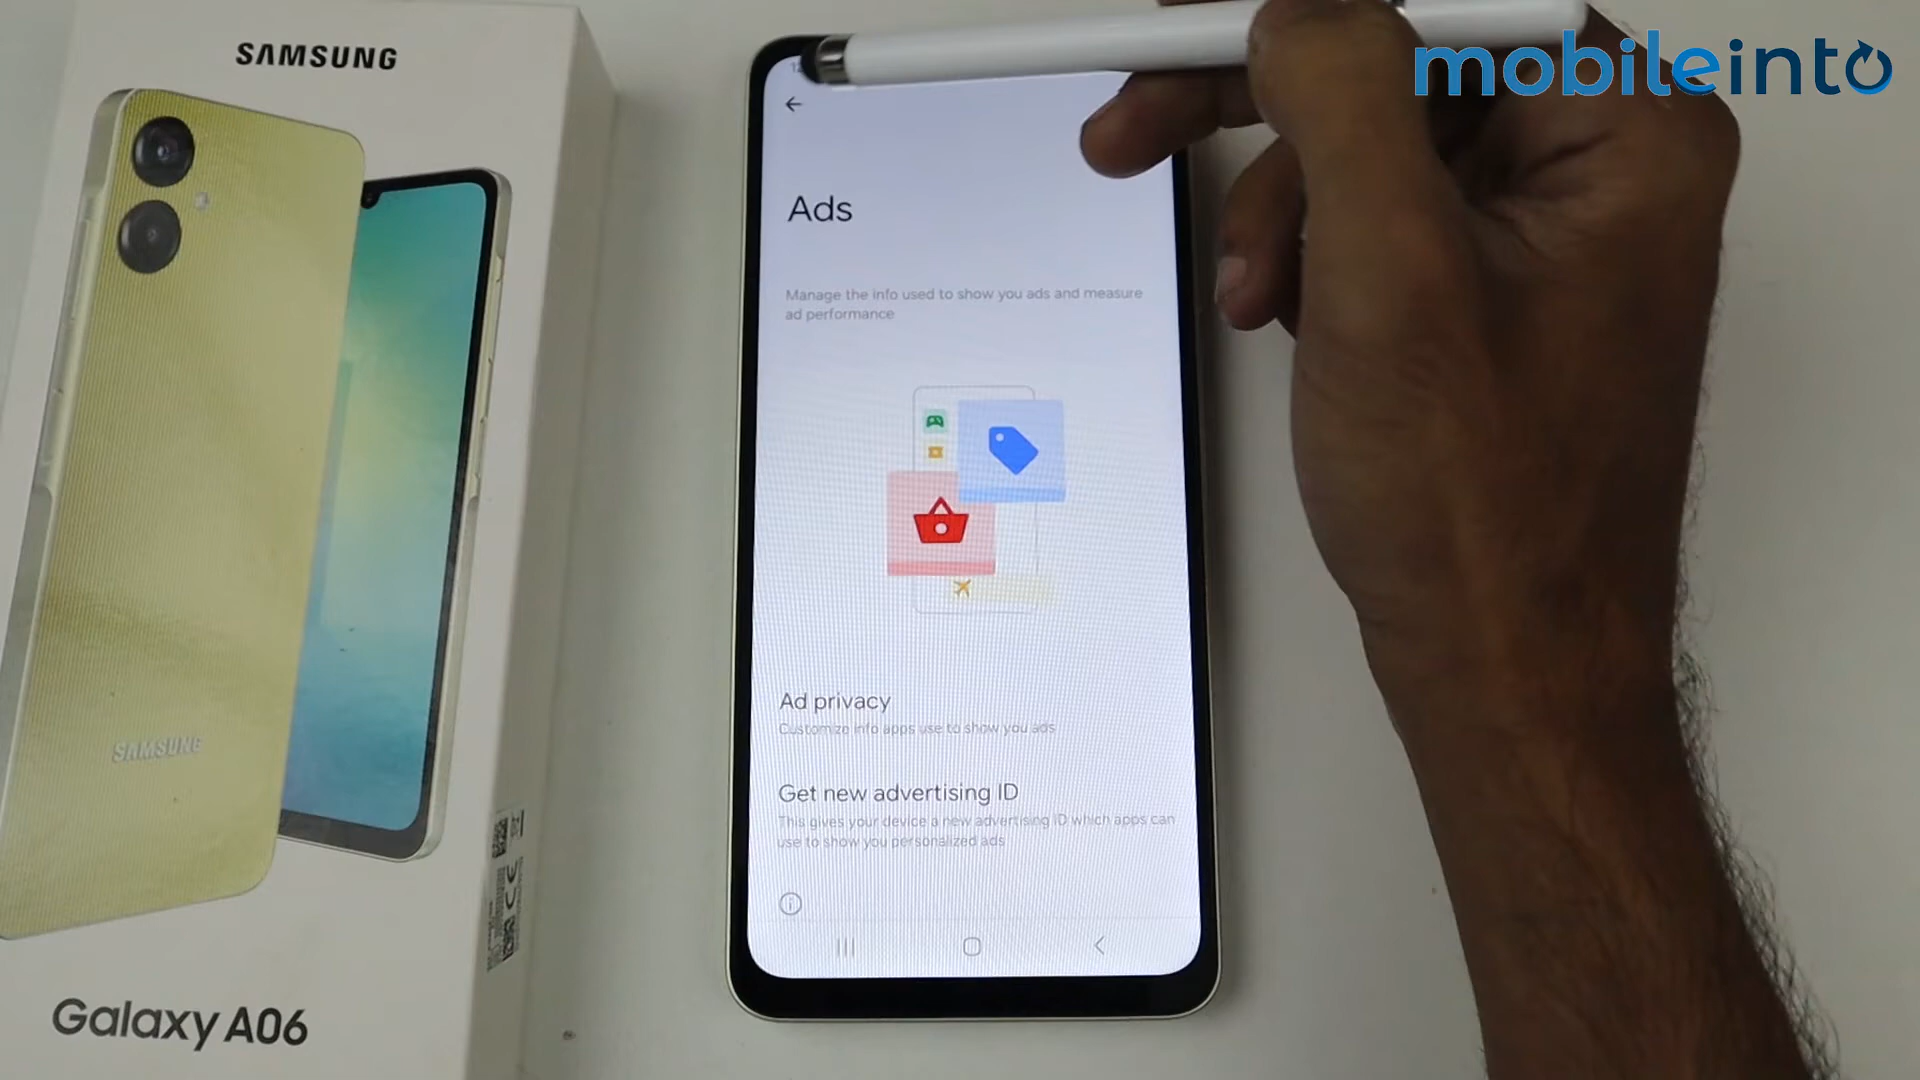 SAMSUNG
SAMSUNG
Galaxy A06
mobileinto
Ads
Manage the info used to show you ads and measure
ad performance
Ad privacy
Customize info apps use to show you ads
Get new advertising ID
This gives your device a new advertising ID which apps can
use to show you personalized ads